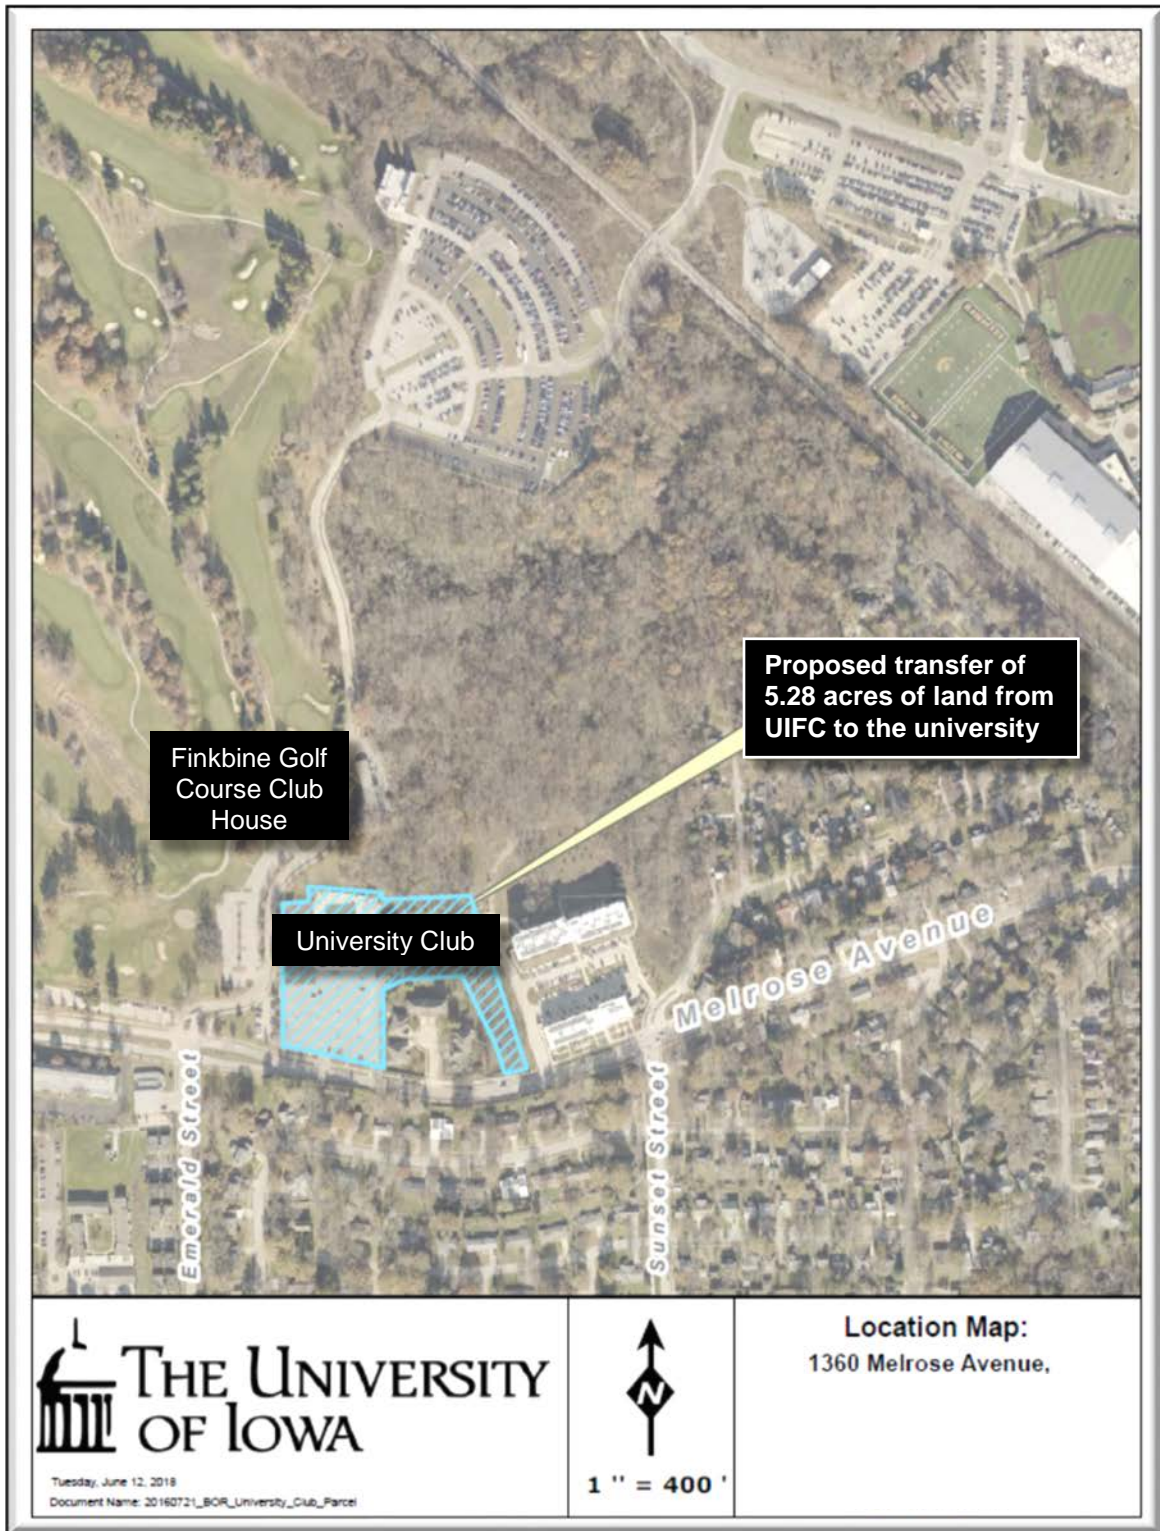 Proposed transfer of
5.28 acres of land from
UIFC to the university
Finkbine Golf
Course Club
House
University Club
Melrose Avenue
Emerald Street
Sunset Street
THE UNIVERSITY
OF IOWA
Tuesday, June 12, 2018
Document Name: 20160721_BOR_University_Club_Parcel
N
1 " = 400 '
Location Map:
1360 Melrose Avenue,